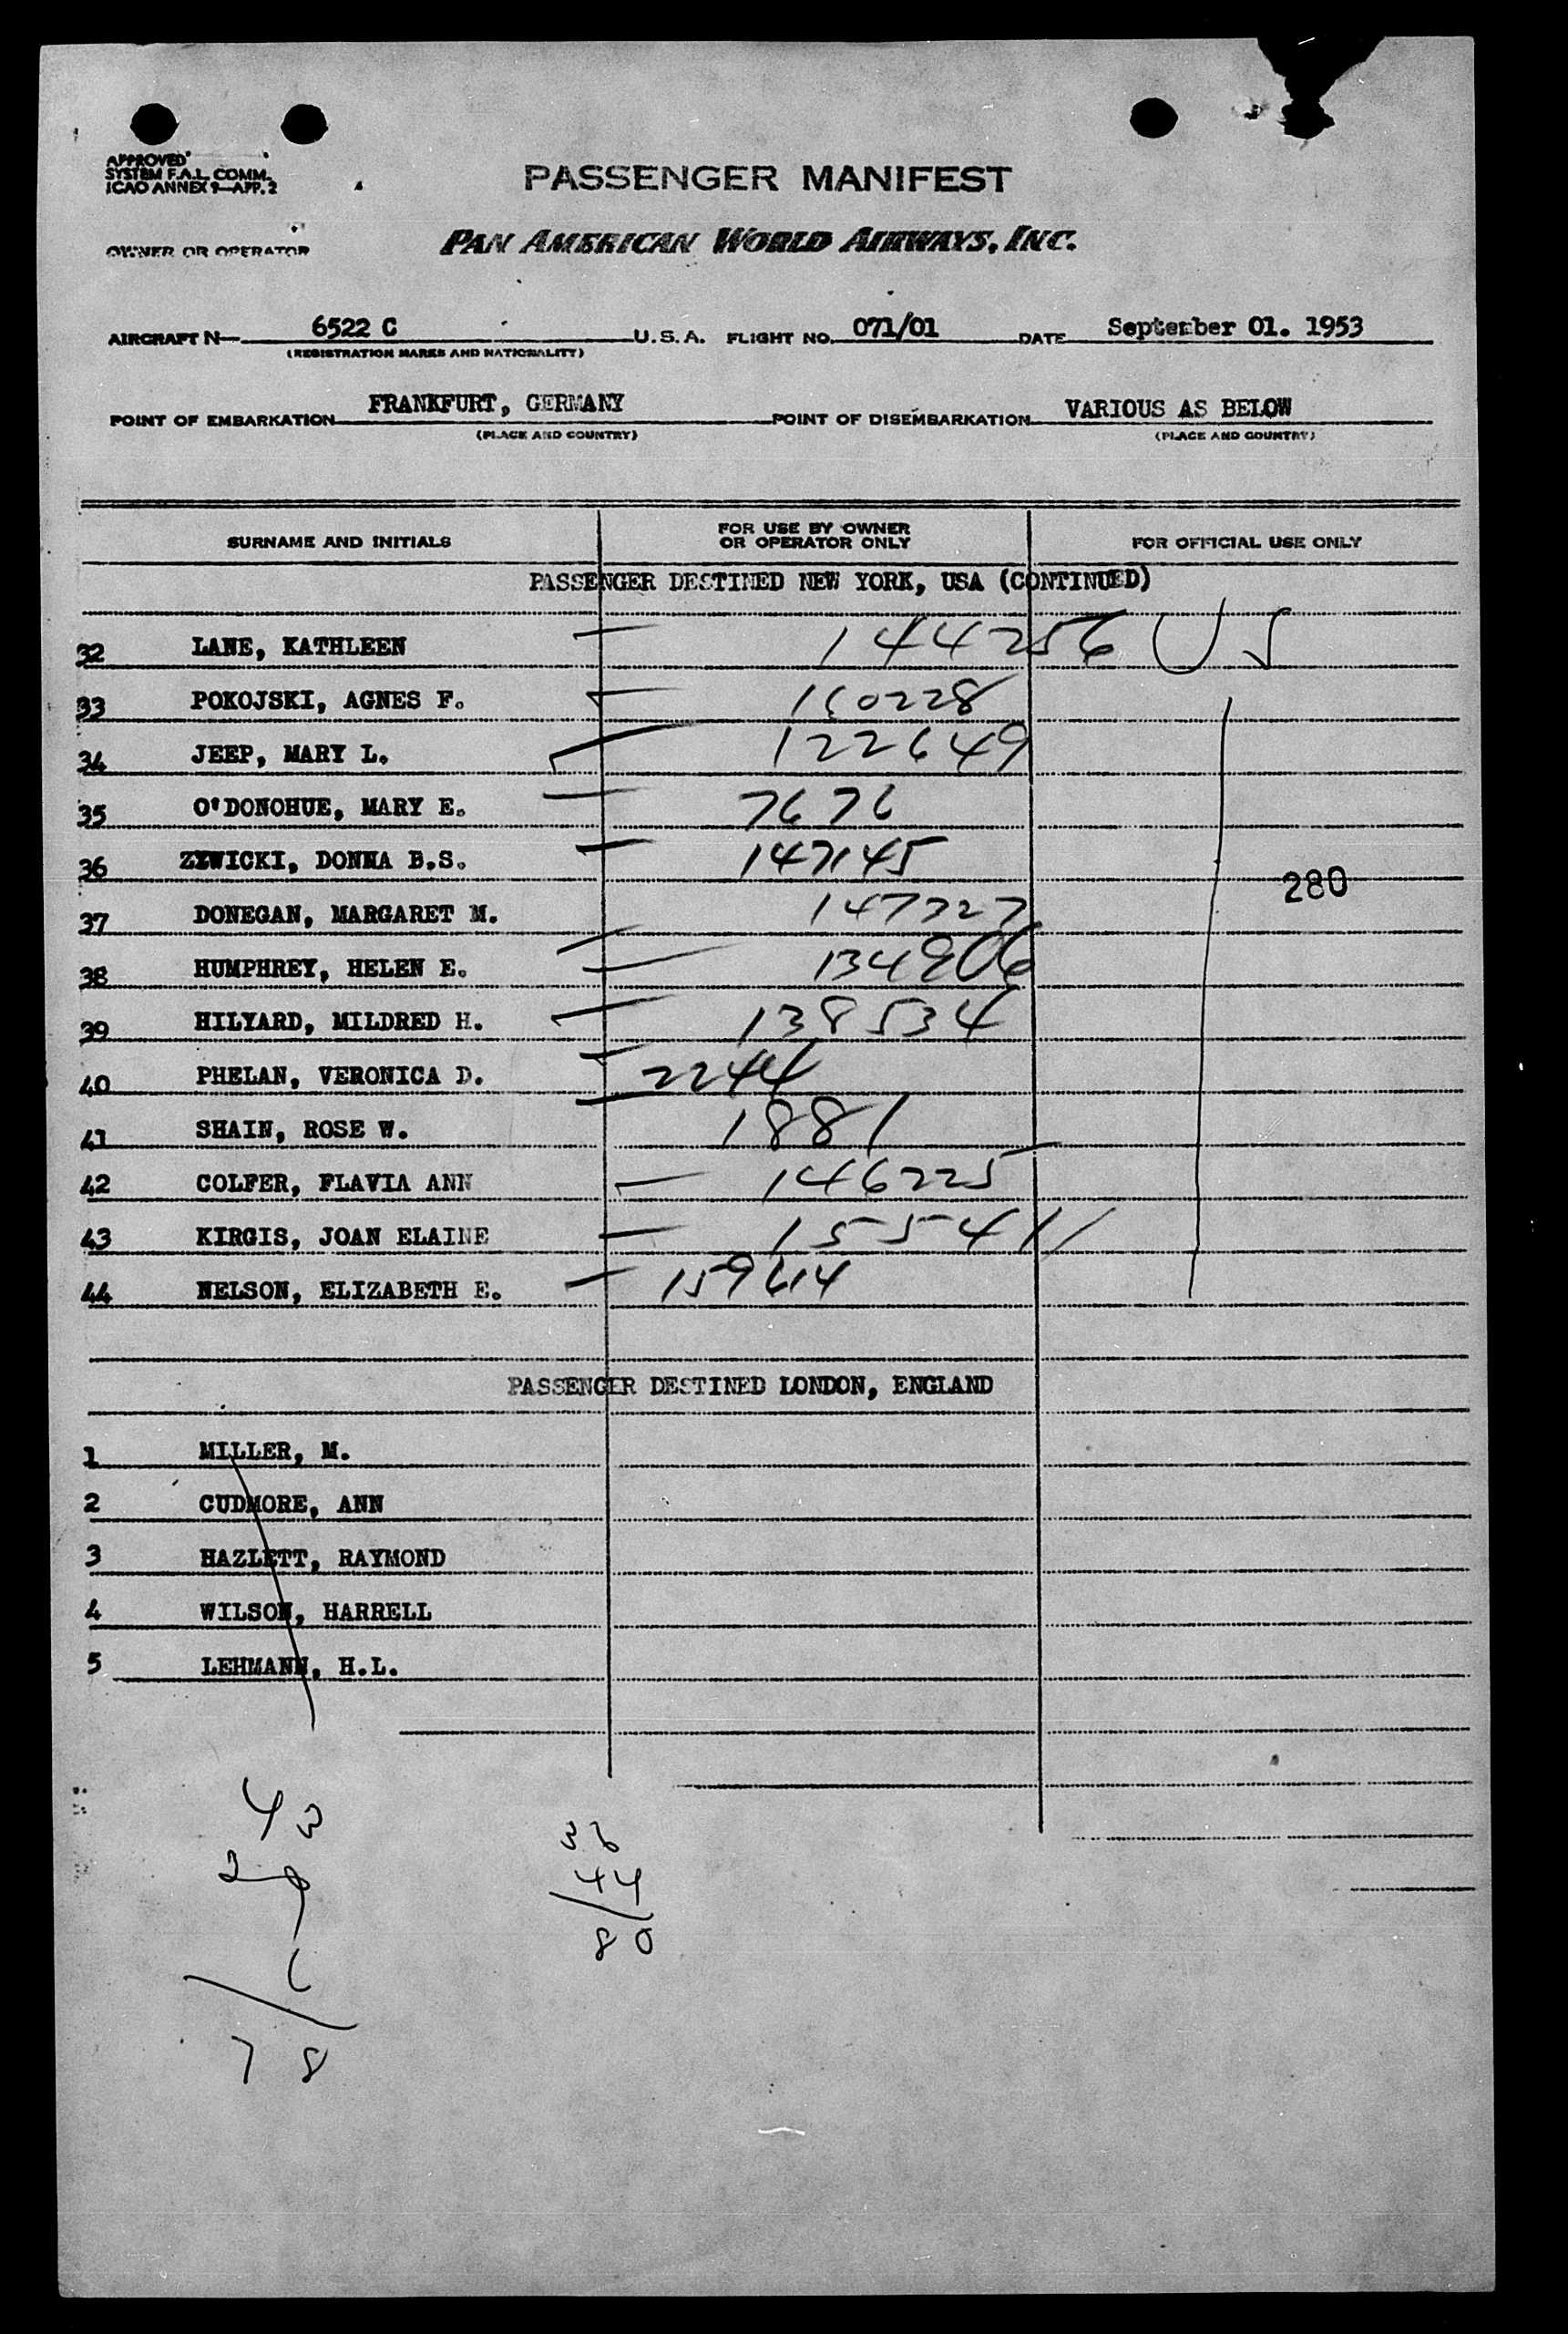 APPROVED
SYSTEM F.A.L. COMM.
ICAO ANNEX 9—APP. 2
PASSENGER MANIFEST
OWNER OR OPERATOR PAN AMERICAN WORLD AIRWAYS, INC.
AIRCRAFT N— 6522 C U.S.A. FLIGHT NO. 071/01 DATE September 01. 1953
(REGISTRATION MARKS AND NATIONALITY)
POINT OF EMBARKATION FRANKFURT, GERMANY POINT OF DISEMBARKATION VARIOUS AS BELOW
(PLACE AND COUNTRY) (PLACE AND COUNTRY)
SURNAME AND INITIALS FOR USE BY OWNER OR OPERATOR ONLY FOR OFFICIAL USE ONLY
PASSENGER DESTINED NEW YORK, USA (CONTINUED)
32 LANE, KATHLEEN 144256 US
33 POKOJSKI, AGNES F. 160228
34 JEEP, MARY L. 122649
35 O'DONOHUE, MARY E. 7676
36 ZYWICKI, DONNA B.S. 147145
280
37 DONEGAN, MARGARET M. 147727
38 HUMPHREY, HELEN E. 134906
39 HILYARD, MILDRED H. 138534
40 PHELAN, VERONICA D. 2244
41 SHAIN, ROSE W. 1881
42 COLFER, FLAVIA ANN 146225
43 KIRGIS, JOAN ELAINE 155411
44 NELSON, ELIZABETH E. 159614
PASSENGER DESTINED LONDON, ENGLAND
1 MILLER, M.
2 CUDMORE, ANN
3 HAZLETT, RAYMOND
4 WILSON, HARRELL
5 LEHMANN, H.L.
43
29
6
78
36
44
80